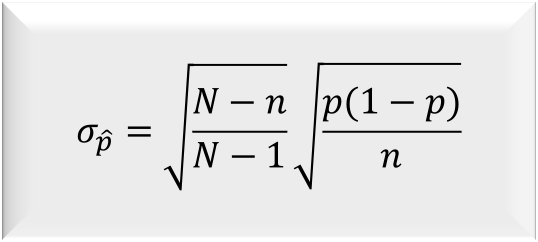 σ_p̂ = √((N − n)/(N − 1)) √(p(1 − p)/n)